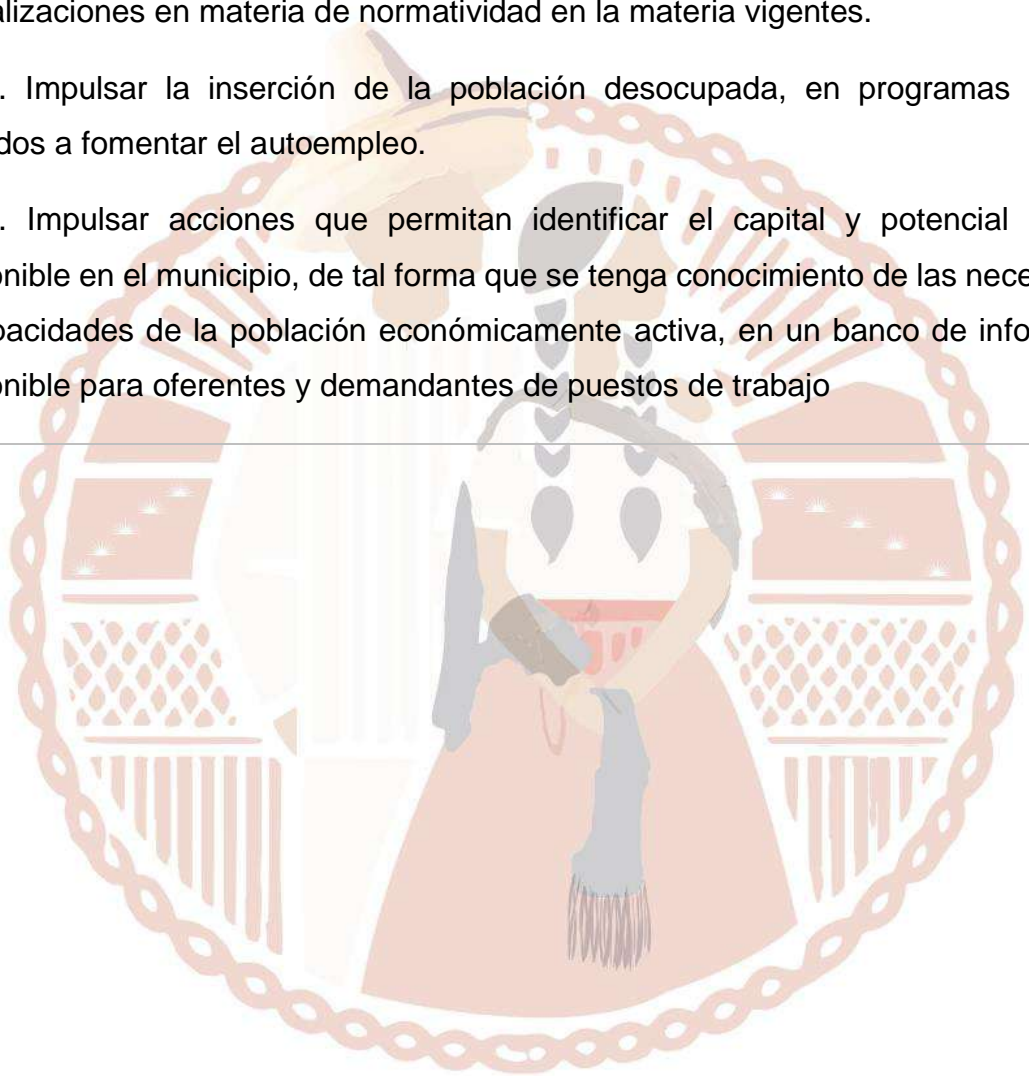 alizaciones en materia de normatividad en la materia vigentes.
. Impulsar la inserción de la población desocupada, en programas
dos a fomentar el autoempleo.
. Impulsar acciones que permitan identificar el capital y potencial
onible en el municipio, de tal forma que se tenga conocimiento de las nece
pacidades de la población económicamente activa, en un banco de info
onible para oferentes y demandantes de puestos de trabajo